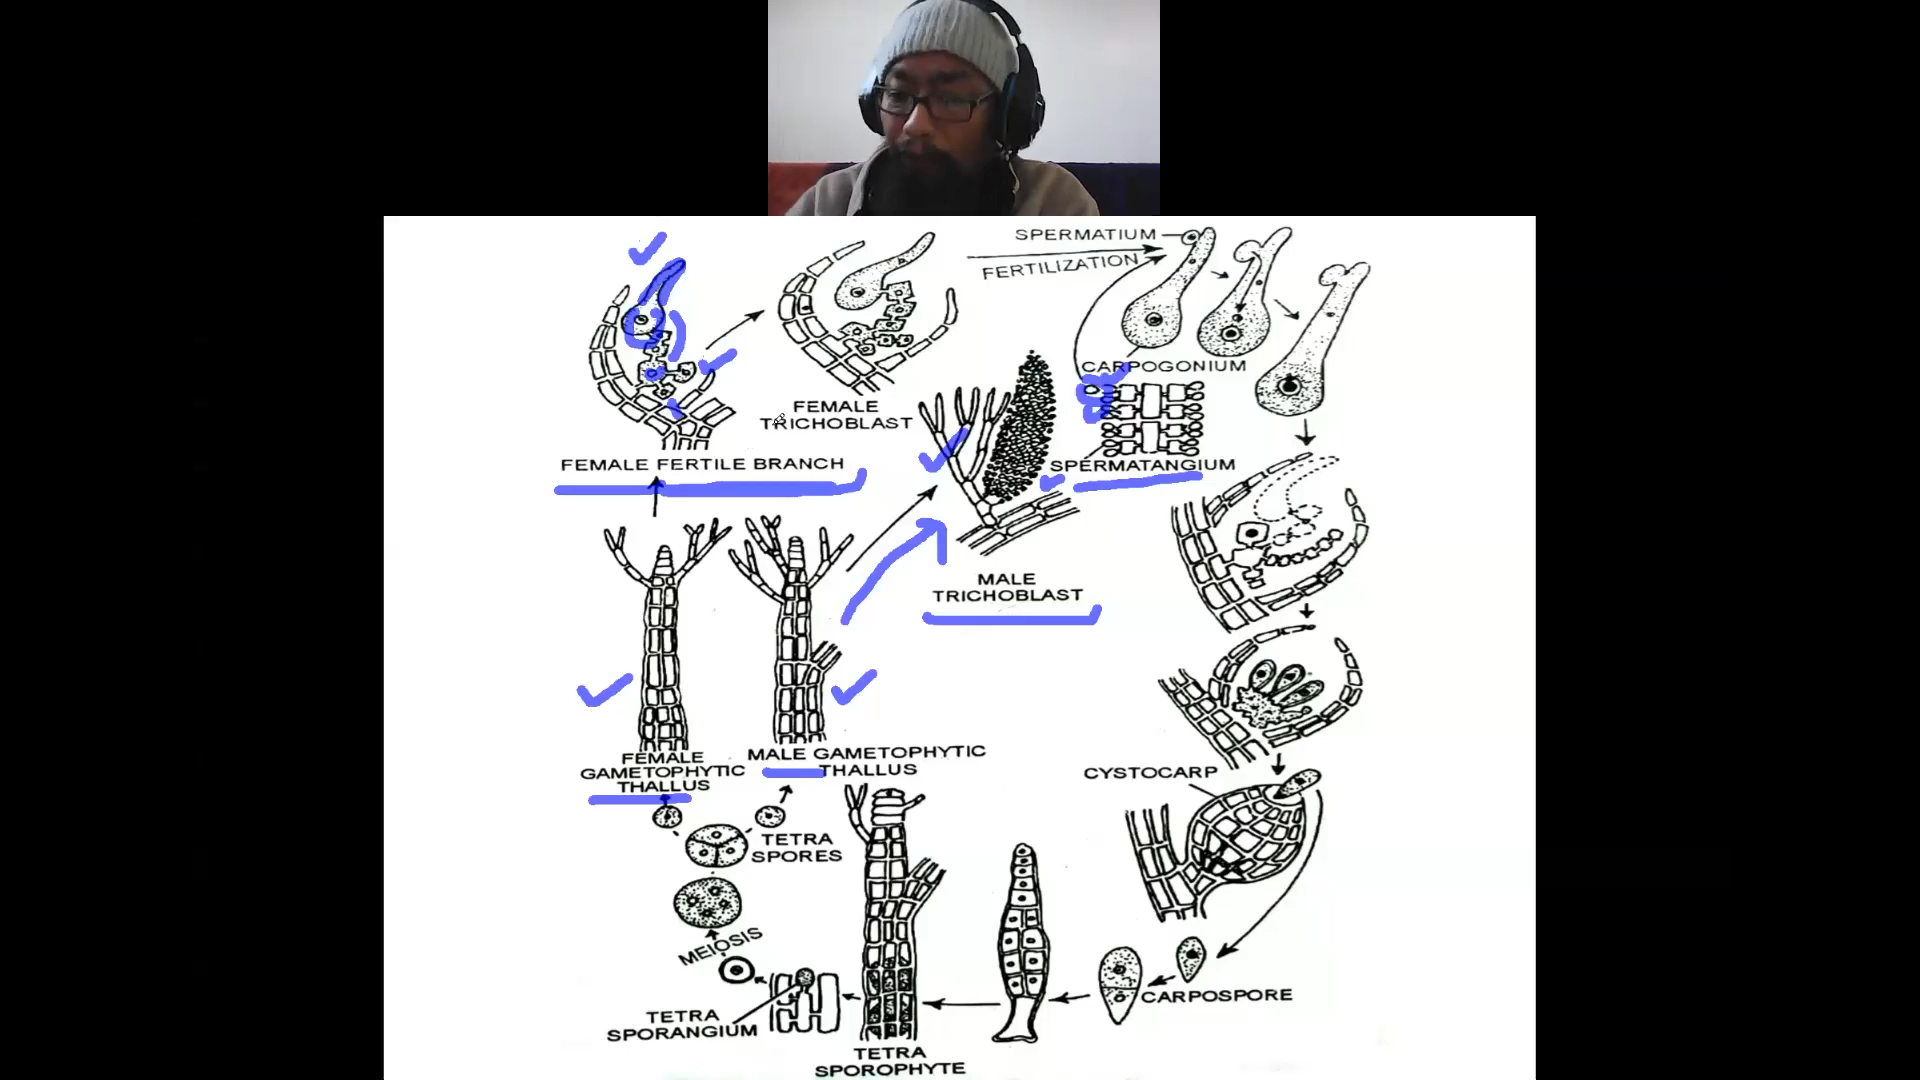 SPERMATIUM
FERTILIZATION
CARPOGONIUM
FEMALE
TRICHOBLAST
FEMALE FERTILE BRANCH
SPERMATANGIUM
MALE
TRICHOBLAST
FEMALE
GAMETOPHYTIC
THALLUS
MALE GAMETOPHYTIC
THALLUS
CYSTOCARP
TETRA
SPORES
MEIOSIS
CARPOSPORE
TETRA
SPORANGIUM
TETRA
SPOROPHYTE